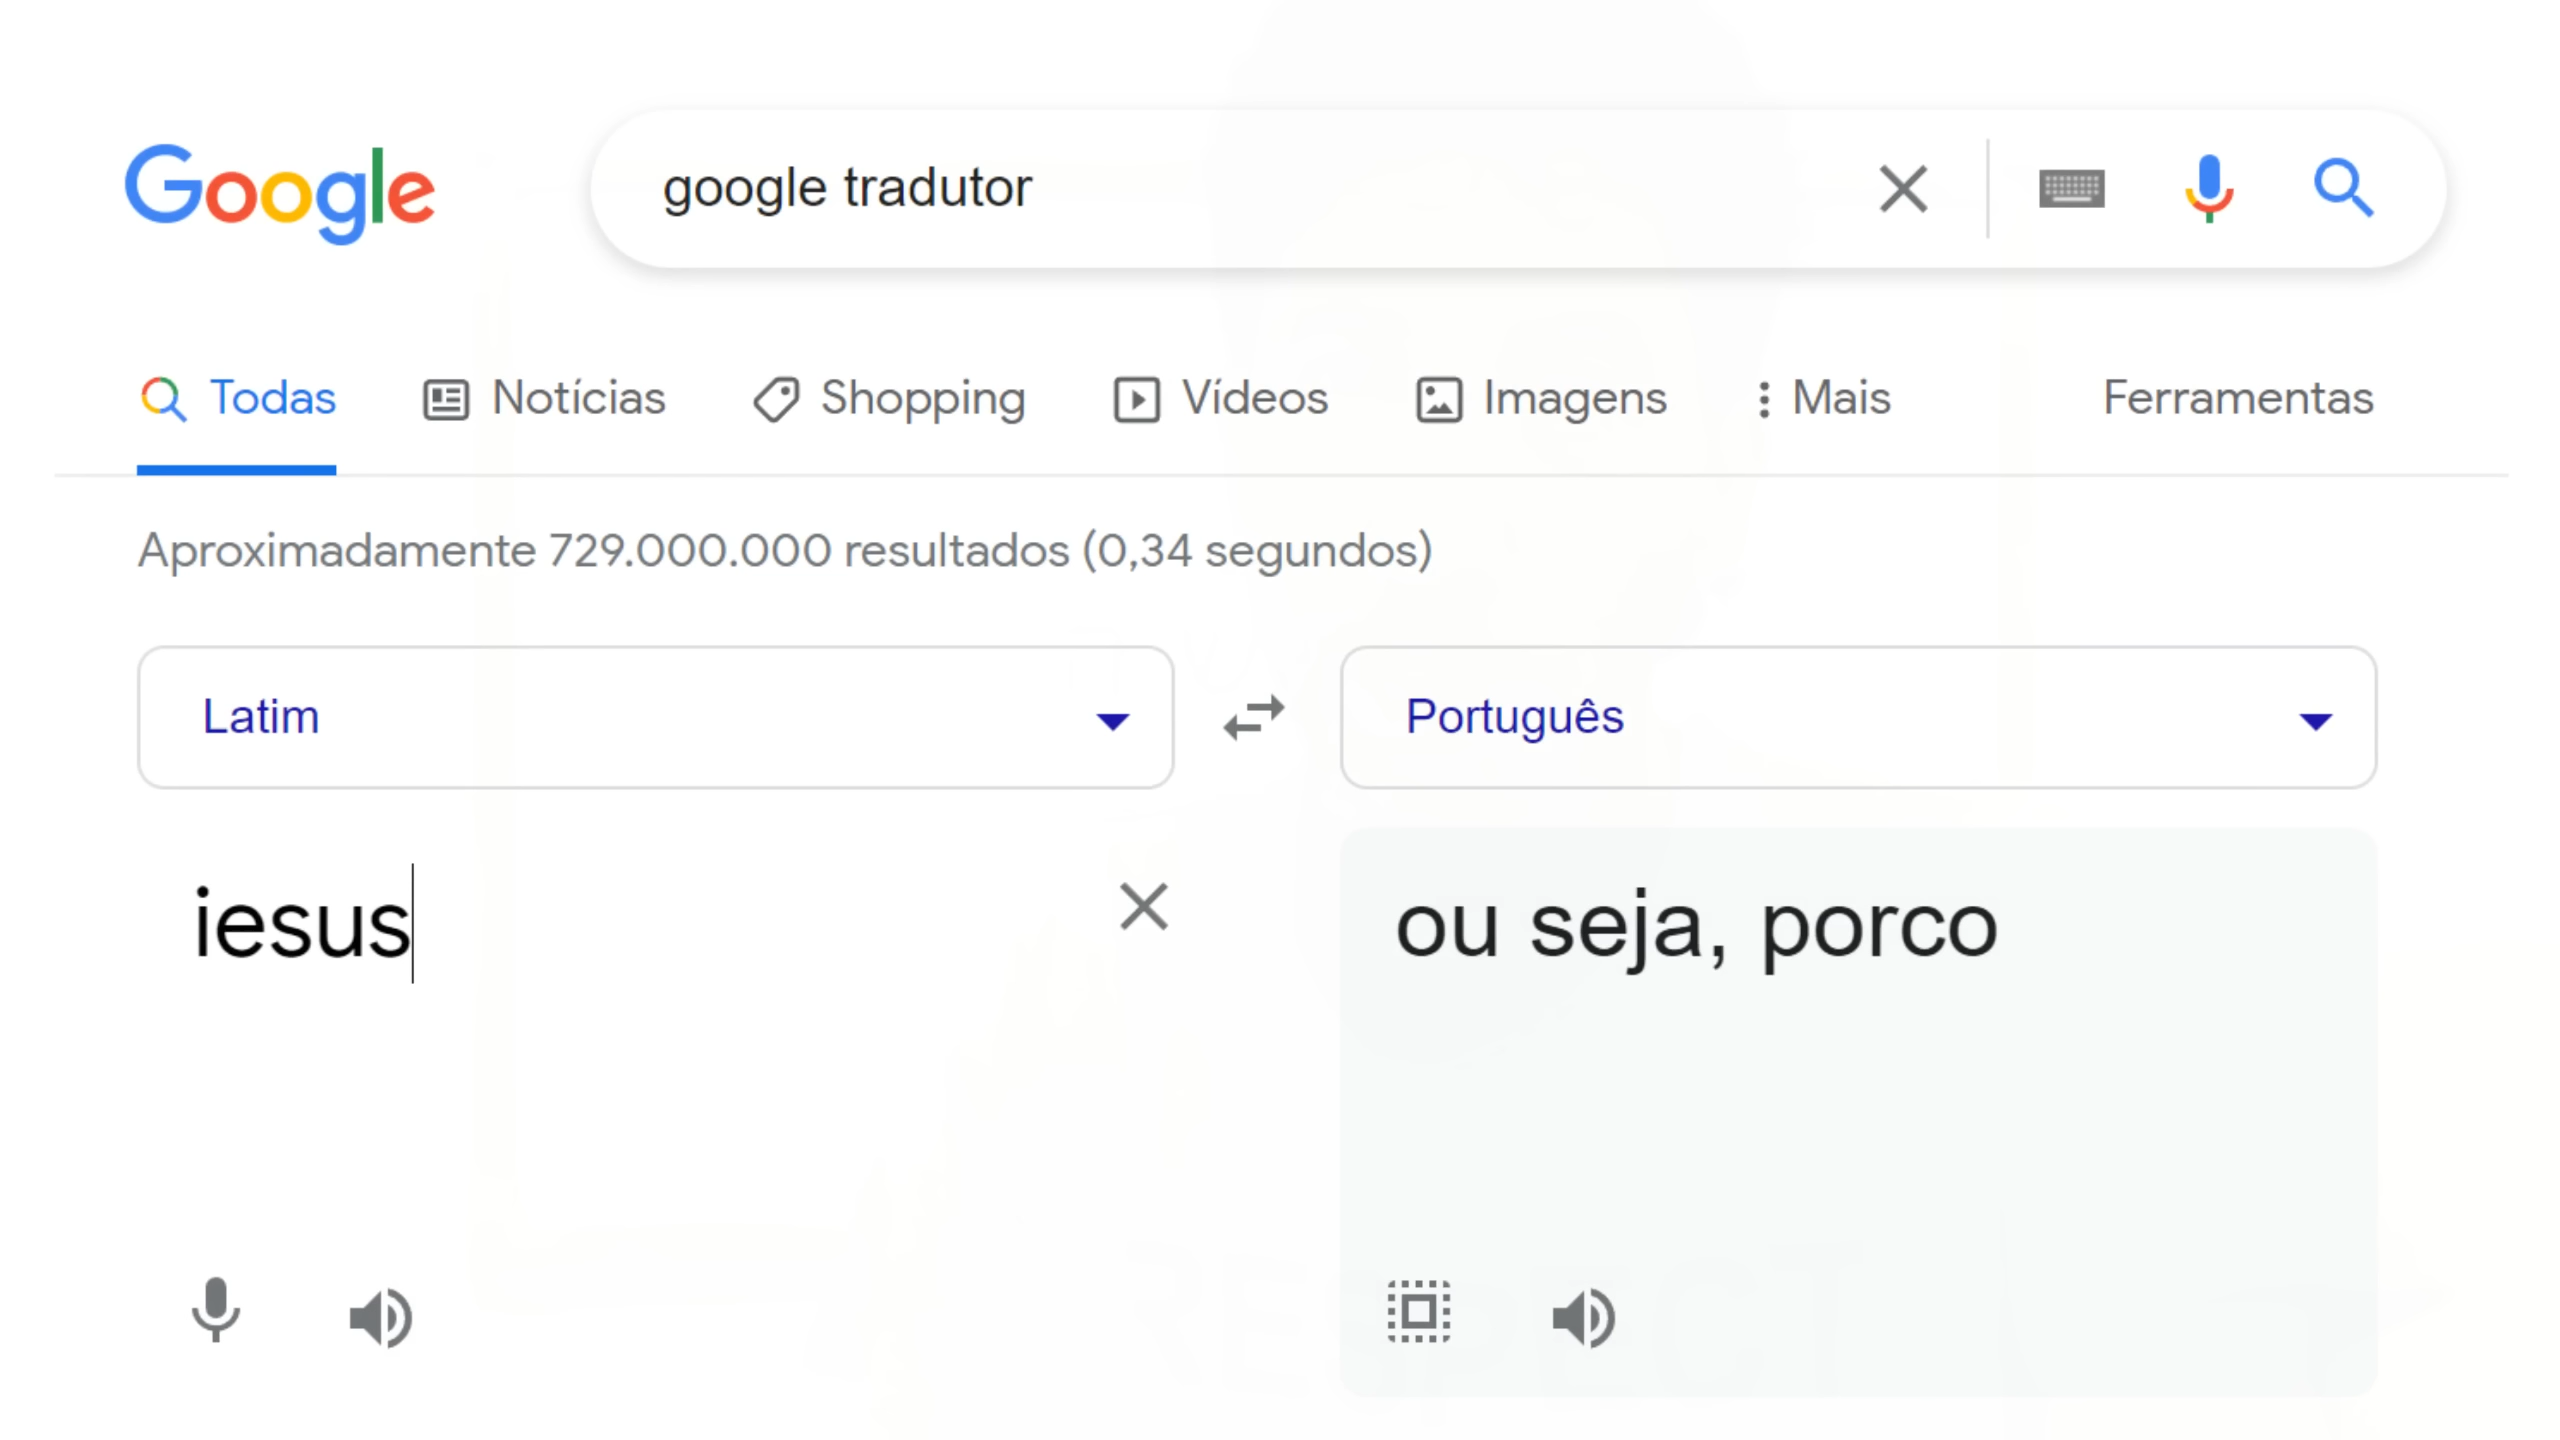 Google
google tradutor
Todas
Notícias
Shopping
Vídeos
Imagens
Mais
Ferramentas
Aproximadamente 729.000.000 resultados (0,34 segundos)
Latim
Português
iesus
ou seja, porco